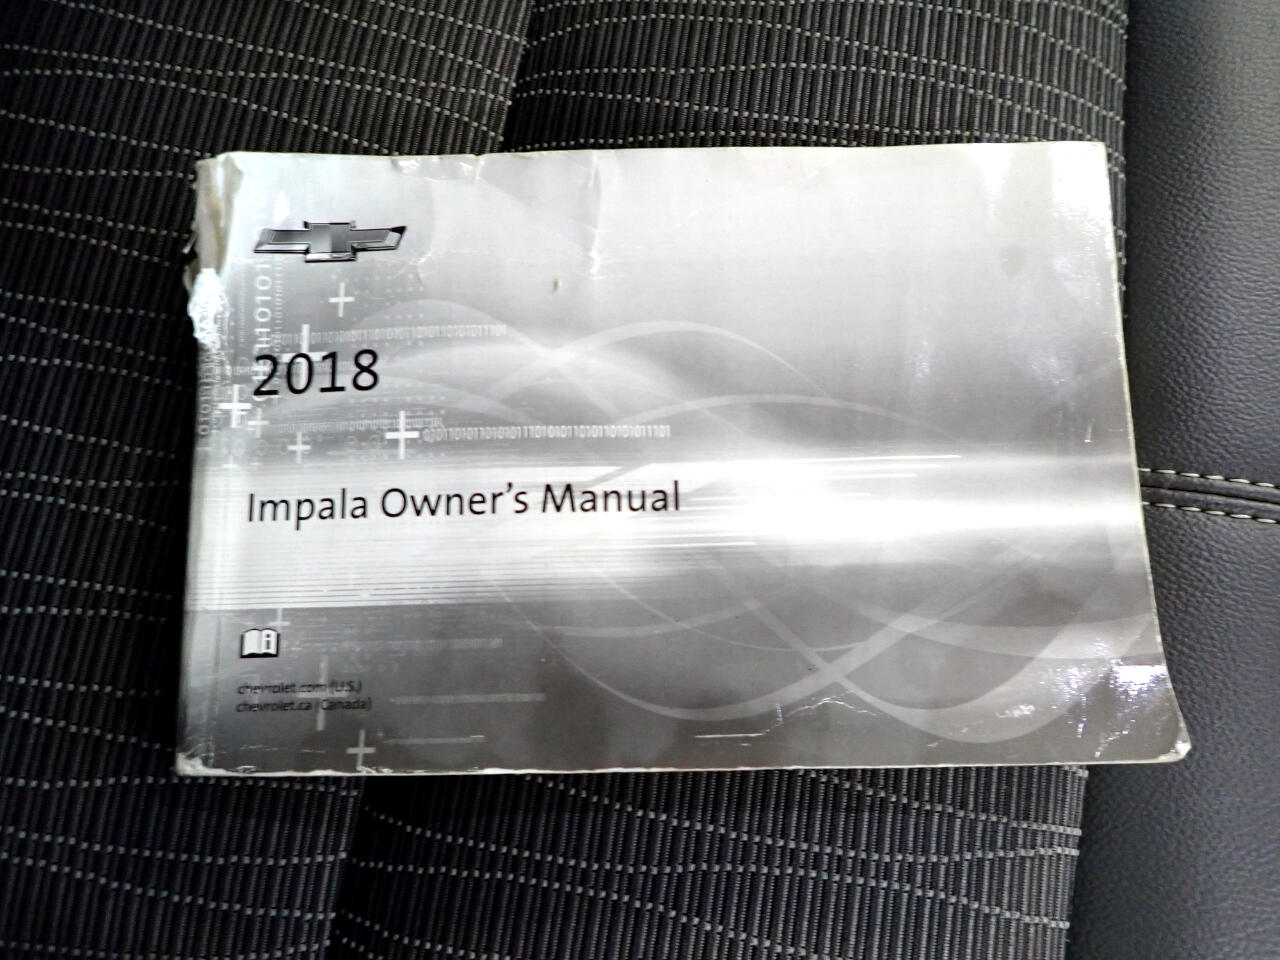 2018
Impala Owner's Manual
chevrolet.com (U.S.)
chevrolet.ca (Canada)